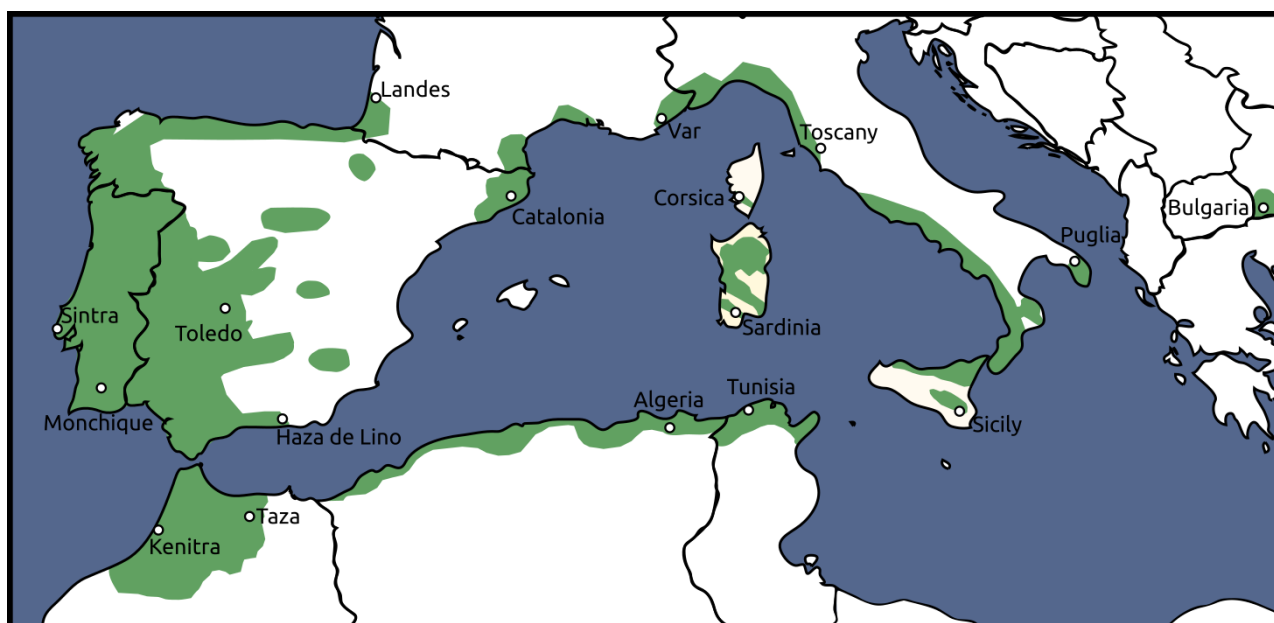 Landes
Var
Toscany
Corsica
Catalonia
Bulgaria
Puglia
Sintra
Toledo
Sardinia
Monchique
Haza de Lino
Algeria
Tunisia
Sicily
Taza
Kenitra